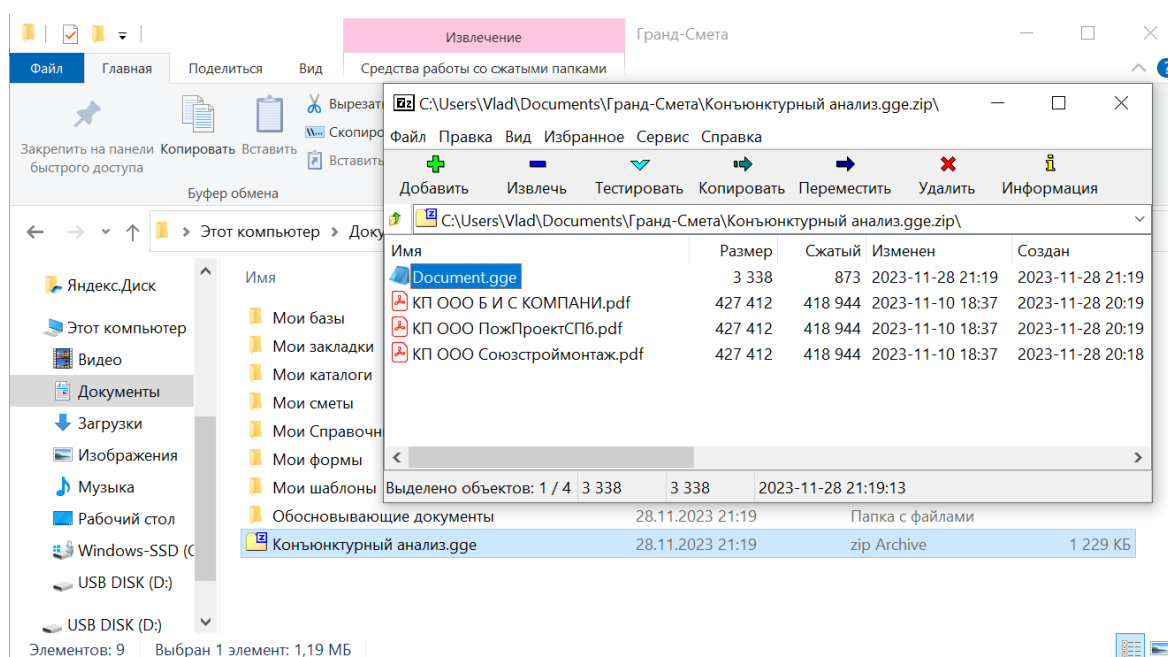 Извлечение
Гранд-Смета
Файл
Главная
Поделиться
Вид
Средства работы со сжатыми папками
Закрепить на панели
быстрого доступа
Копировать
Вставить
Вырезат
Скопиро
Вставить
Буфер обмена
Этот компьютер
Доку
Яндекс.Диск
Этот компьютер
Видео
Документы
Загрузки
Изображения
Музыка
Рабочий стол
Windows-SSD (C
USB DISK (D:)
USB DISK (D:)
Имя
Мои базы
Мои закладки
Мои каталоги
Мои сметы
Мои Справочн
Мои формы
Мои шаблоны
Обосновывающие документы 28.11.2023 21:19 Папка с файлами
Конъюнктурный анализ.gge 28.11.2023 21:19 zip Archive 1 229 КБ
Элементов: 9 Выбран 1 элемент: 1,19 МБ
7z C:\Users\Vlad\Documents\Гранд-Смета\Конъюнктурный анализ.gge.zip\
Файл Правка Вид Избранное Сервис Справка
Добавить Извлечь Тестировать Копировать Переместить Удалить Информация
C:\Users\Vlad\Documents\Гранд-Смета\Конъюнктурный анализ.gge.zip\
Имя Размер Сжатый Изменен Создан
Document.gge 3 338 873 2023-11-28 21:19 2023-11-28 21:19
КП ООО Б И С КОМПАНИ.pdf 427 412 418 944 2023-11-10 18:37 2023-11-28 20:19
КП ООО ПожПроектСПб.pdf 427 412 418 944 2023-11-10 18:37 2023-11-28 20:19
КП ООО Союзстроймонтаж.pdf 427 412 418 944 2023-11-10 18:37 2023-11-28 20:18
Выделено объектов: 1 / 4 3 338 3 338 2023-11-28 21:19:13